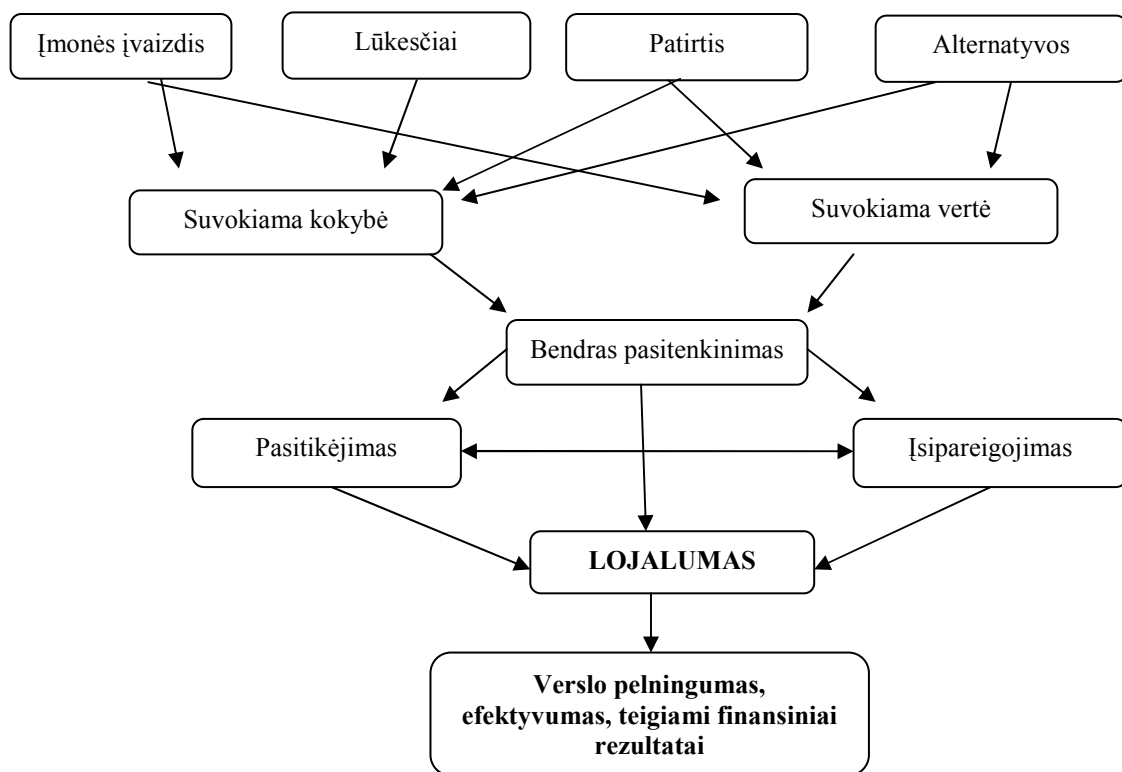 Įmonės įvaizdis
Lūkesčiai
Patirtis
Alternatyvos
Suvokiama kokybė
Suvokiama vertė
Bendras pasitenkinimas
Pasitikėjimas
Įsipareigojimas
LOJALUMAS
Verslo pelningumas,
efektyvumas, teigiami finansiniai
rezultatai